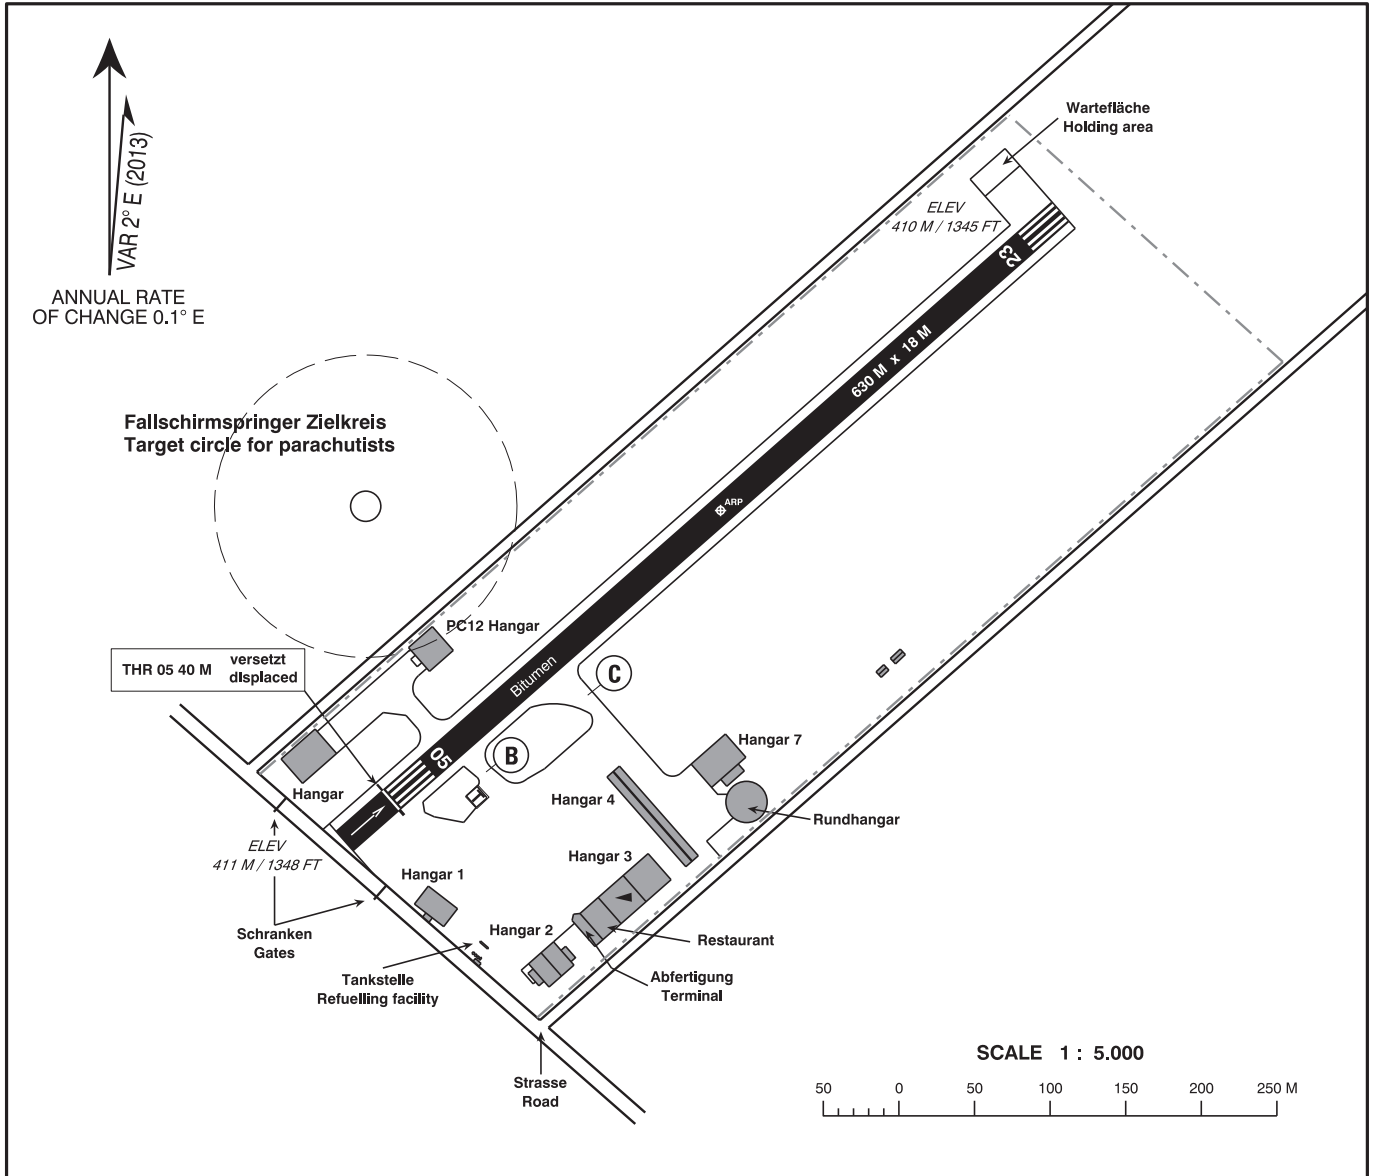 VAR 2° E (2013)
ANNUAL RATE
OF CHANGE 0.1° E
Wartefläche
Holding area
ELEV
410 M / 1345 FT
23
630 M x 18 M
Fallschirmspringer Zielkreis
Target circle for parachutists
ARP
PC12 Hangar
THR 05 40 M versetzt
dIsplaced
Bitumen
C
B
05
Hangar 7
Hangar
Hangar 4
Rundhangar
ELEV
411 M / 1348 FT
Hangar 3
Hangar 1
Schranken
Gates
Hangar 2
Restaurant
Tankstelle
Refuelling facility
Abfertigung
Terminal
Strasse
Road
SCALE 1 : 5.000
50 0 50 100 150 200 250 M